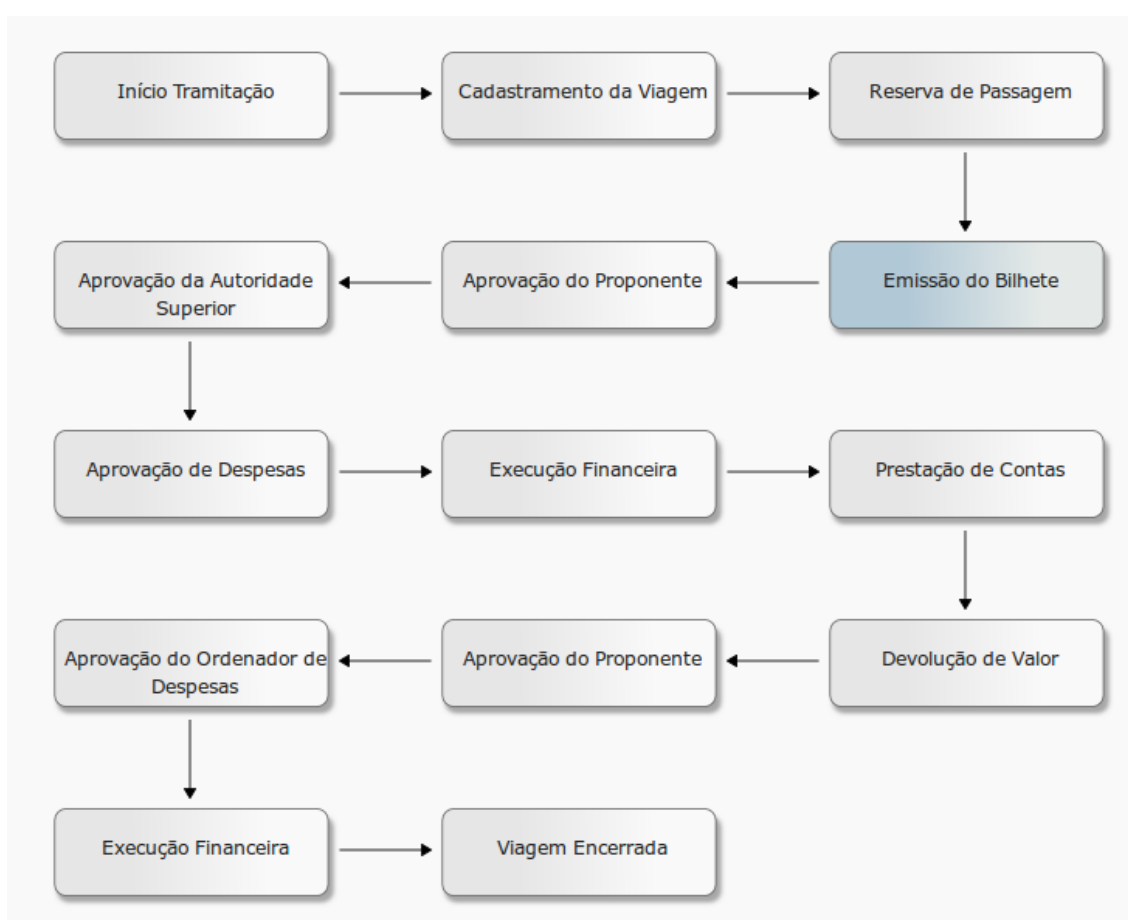 Início Tramitação
Cadastramento da Viagem
Reserva de Passagem
Emissão do Bilhete
Aprovação do Proponente
Aprovação da Autoridade
Superior
Aprovação de Despesas
Execução Financeira
Prestação de Contas
Devolução de Valor
Aprovação do Proponente
Aprovação do Ordenador de
Despesas
Execução Financeira
Viagem Encerrada